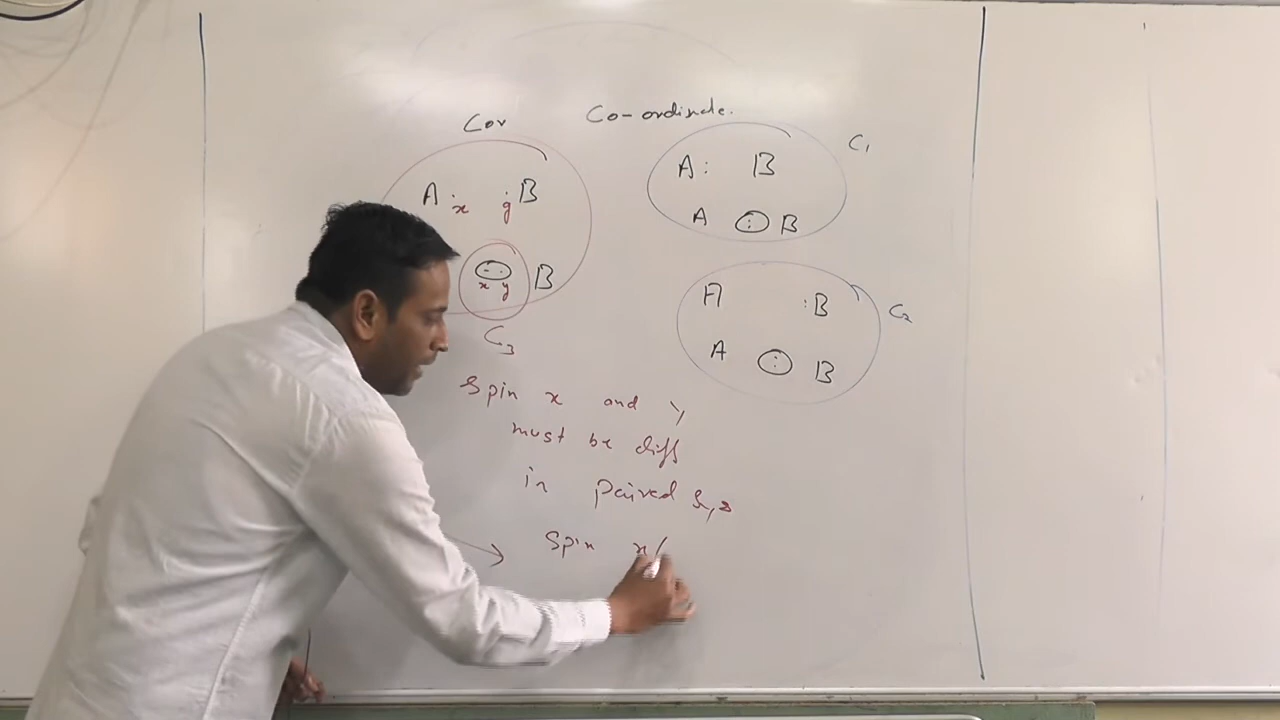 Cov
Co-ordinate.
A . . B
x y
. . B
x y
C3
A : B
C1
A : B
A : B
C2
A : B
Spin x and y
must be diff
in paired
→ Spin x/